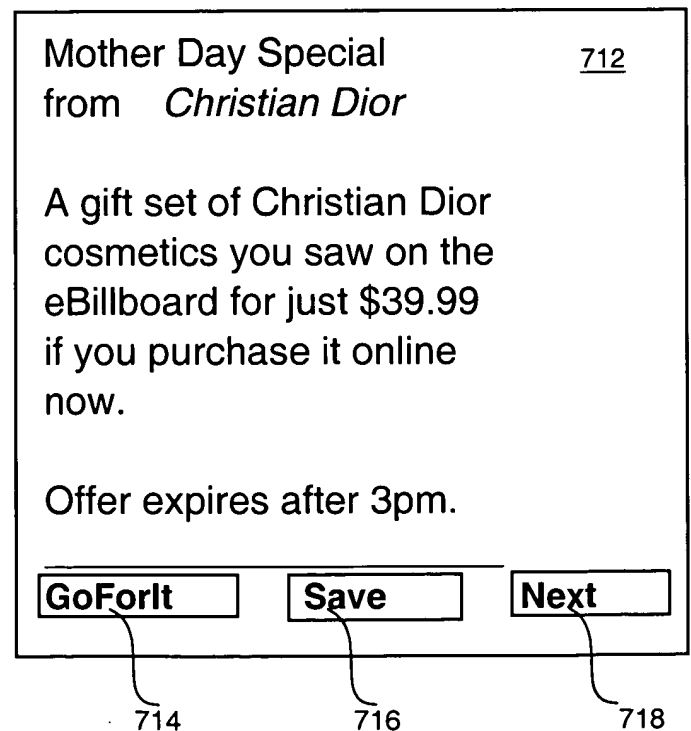 Mother Day Special 712
from Christian Dior
A gift set of Christian Dior
cosmetics you saw on the
eBillboard for just $39.99
if you purchase it online
now.
Offer expires after 3pm.
GoForIt Save Next
714 716 718